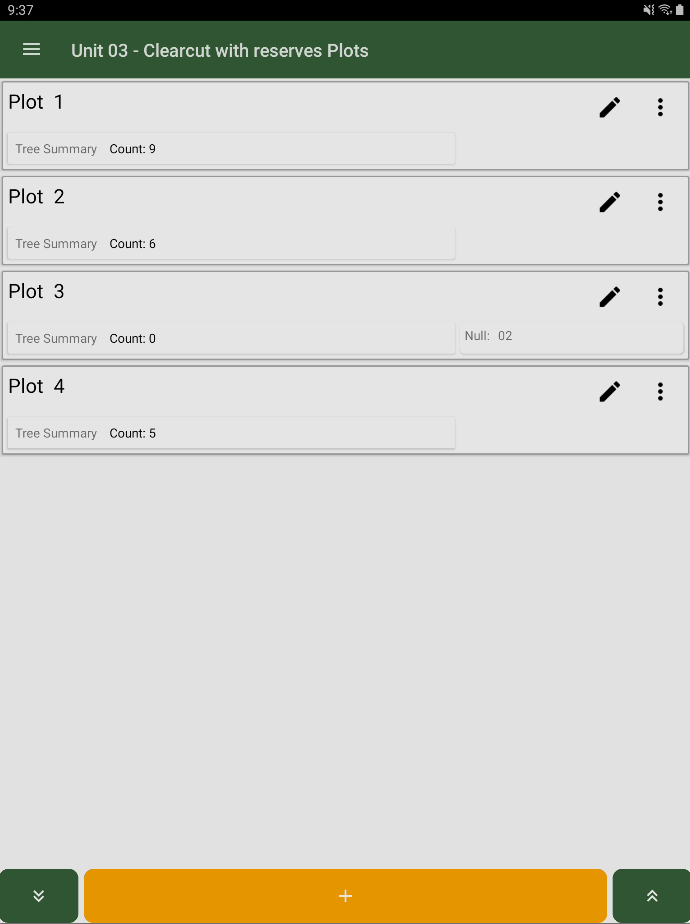 9:37
Unit 03 - Clearcut with reserves Plots
Plot 1
Tree Summary Count: 9
Plot 2
Tree Summary Count: 6
Plot 3
Tree Summary Count: 0 Null: 02
Plot 4
Tree Summary Count: 5